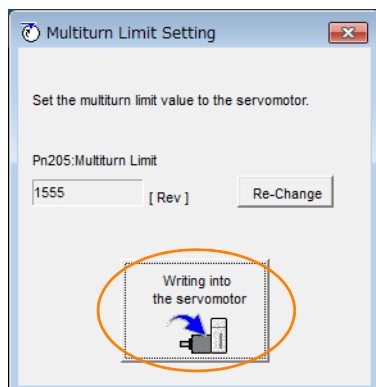 Multiturn Limit Setting
Set the multiturn limit value to the servomotor.
Pn205:Multiturn Limit
1555 [ Rev ] Re-Change
Writing into
the servomotor